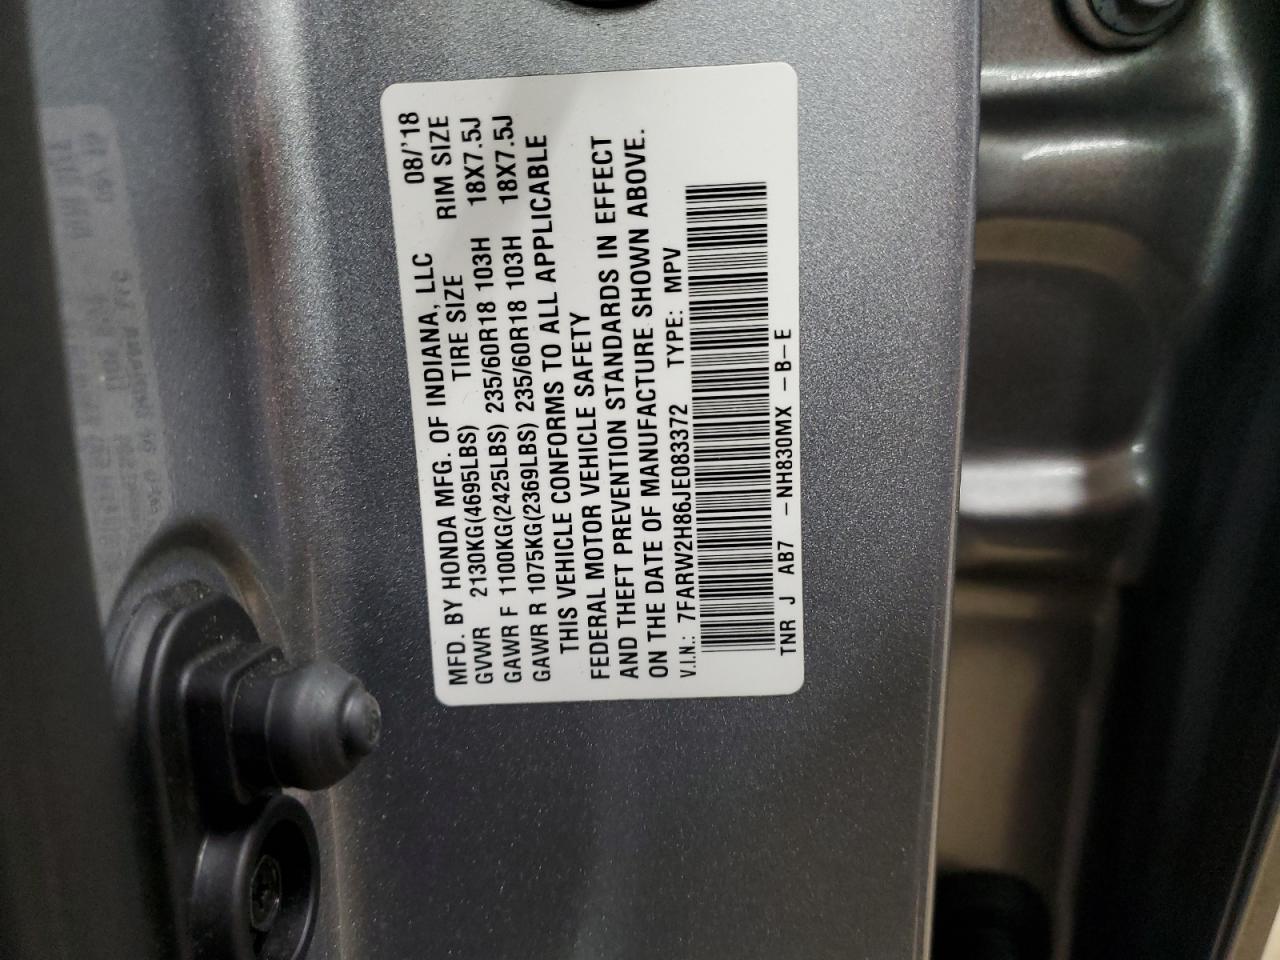 MFD. BY HONDA MFG. OF INDIANA, LLC 08/'18
GVWR 2130KG(4695LBS) TIRE SIZE RIM SIZE
GAWR F 1100KG(2425LBS) 235/60R18 103H 18X7.5J
GAWR R 1075KG(2369LBS) 235/60R18 103H 18X7.5J
THIS VEHICLE CONFORMS TO ALL APPLICABLE
FEDERAL MOTOR VEHICLE SAFETY
AND THEFT PREVENTION STANDARDS IN EFFECT
ON THE DATE OF MANUFACTURE SHOWN ABOVE.
V.I.N.: 7FARW2H86JE083372 TYPE: MPV
TNR J AB7 -NH830MX -B-E